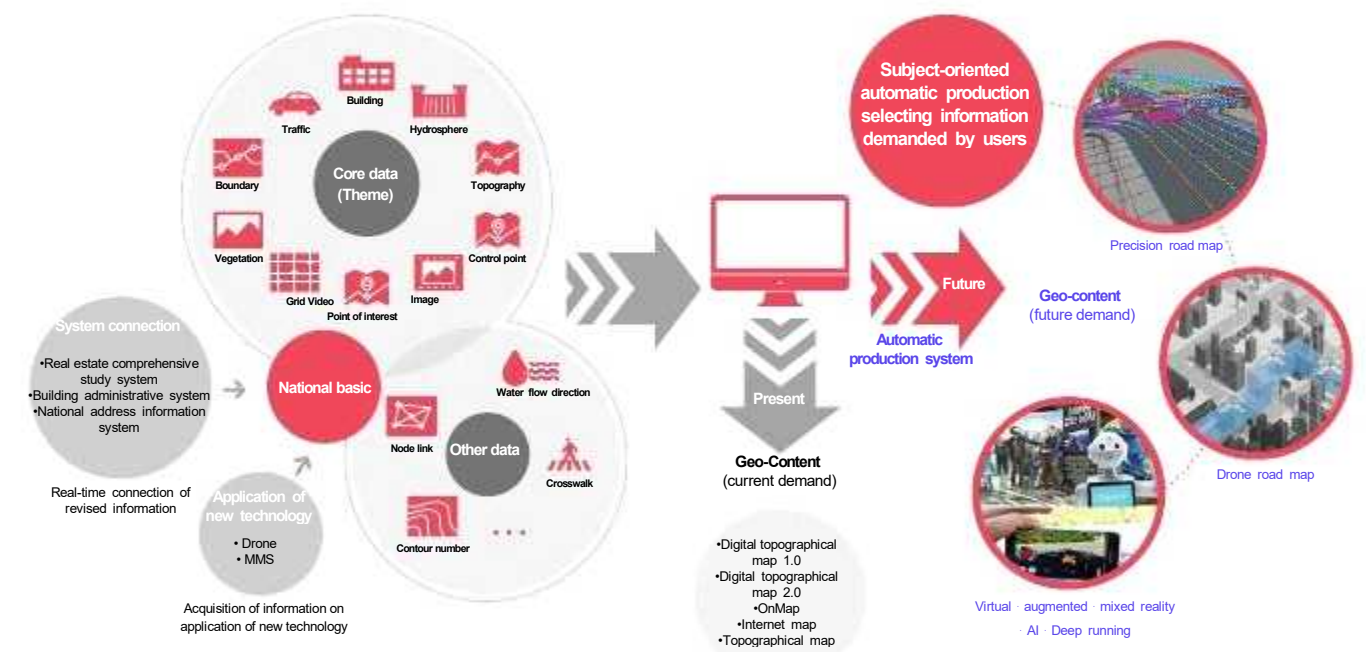 Building
Traffic
Hydrosphere
Core data
(Theme)
Boundary
Topography
Vegetation
Control point
Grid Video
Image
Point of interest
System connection
•Real estate comprehensive
study system
•Building administrative system
•National address information
system
Real-time connection of
revised information
National basic
Application of
new technology
• Drone
• MMS
Acquisition of information on
application of new technology
Water flow direction
Node link
Other data
Crosswalk
Contour number
• • •
Present
Geo-Content
(current demand)
•Digital topographical
map 1.0
•Digital topographical
map 2.0
•OnMap
•Internet map
•Topographical map
Future
Automatic
production system
Subject-oriented
automatic production
selecting information
demanded by users
Precision road map
Geo-content
(future demand)
Drone road map
Virtual · augmented · mixed reality
· AI · Deep running